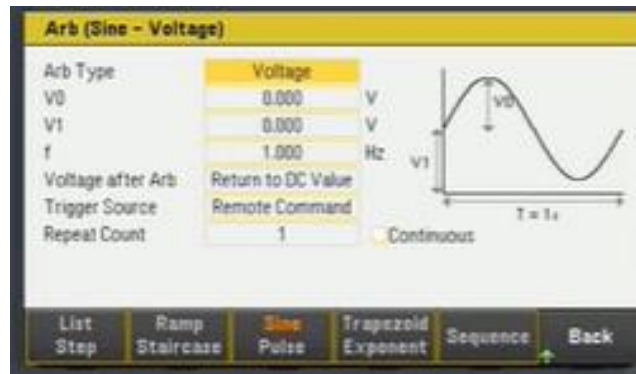 Arb (Sine - Voltage)
Arb Type Voltage
V0 0.000 V
V1 0.000 V
f 1.000 Hz
Voltage after Arb Return to DC Value
Trigger Source Remote Command
Repeat Count 1 Continuous
V0
V1
T = 1s
List Step
Ramp Staircase
Sine Pulse
Trapezoid Exponent
Sequence
Back